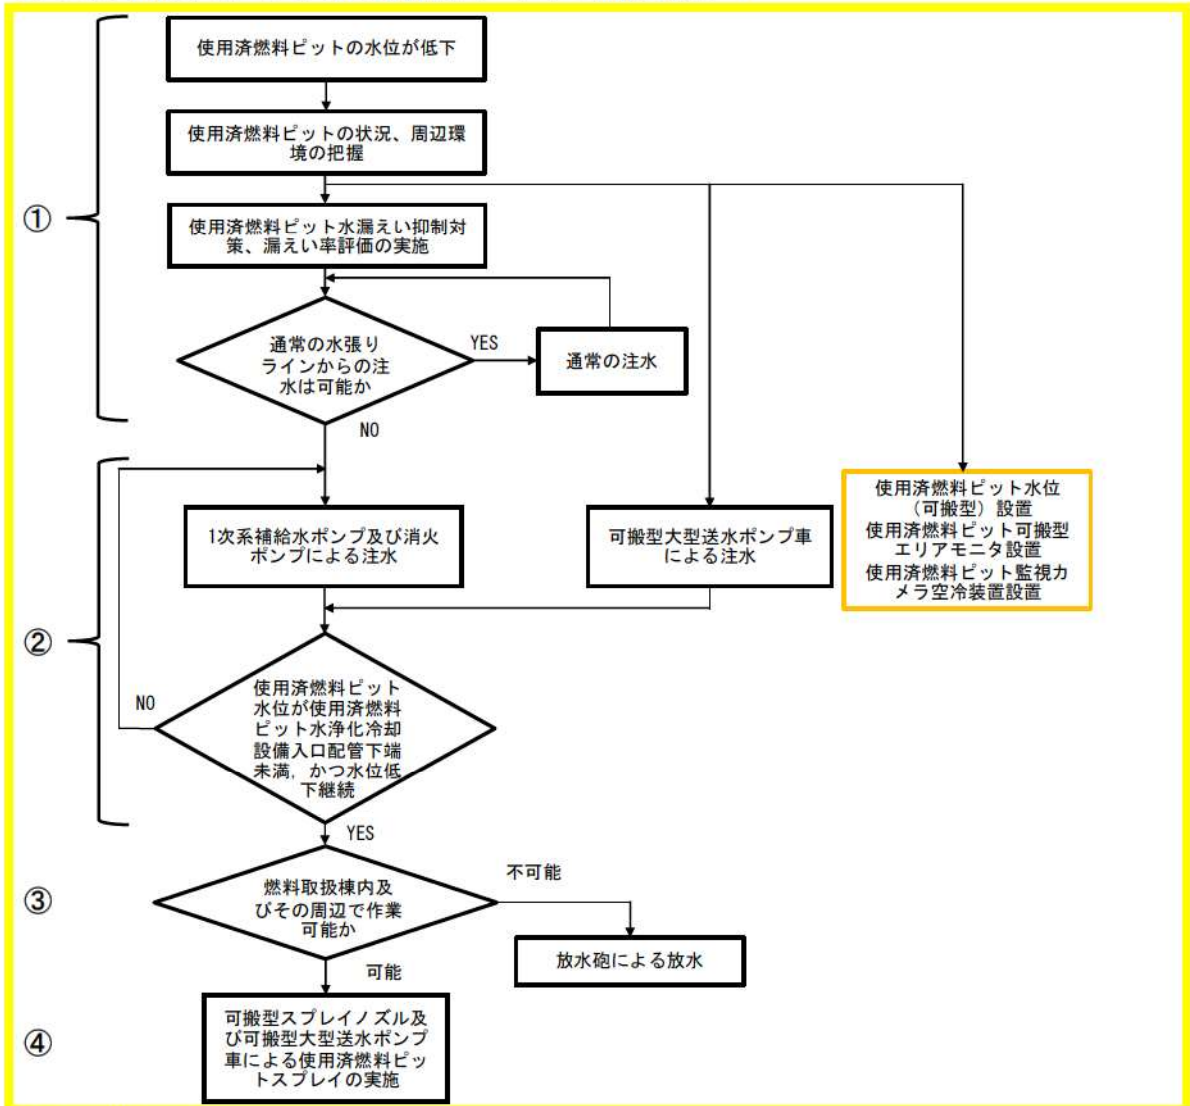 使用済燃料ピットの水位が低下
使用済燃料ピットの状況、周辺環
境の把握
①
使用済燃料ピット水漏えい抑制対
策、漏えい率評価の実施
通常の水張り
ラインからの注
水は可能か
YES
通常の注水
NO
②
1次系補給水ポンプ及び消火
ポンプによる注水
可搬型大型送水ポンプ車
による注水
使用済燃料ピット水位
（可搬型）設置
使用済燃料ピット可搬型
エリアモニタ設置
使用済燃料ピット監視カ
メラ空冷装置設置
使用済燃料ピット
水位が使用済燃料
ピット水浄化冷却
設備入口配管下端
未満，かつ水位低
下継続
NO
YES
③
燃料取扱棟内及
びその周辺で作業
可能か
不可能
放水砲による放水
可能
④
可搬型スプレイノズル及
び可搬型大型送水ポンプ
車による使用済燃料ピッ
トスプレイの実施